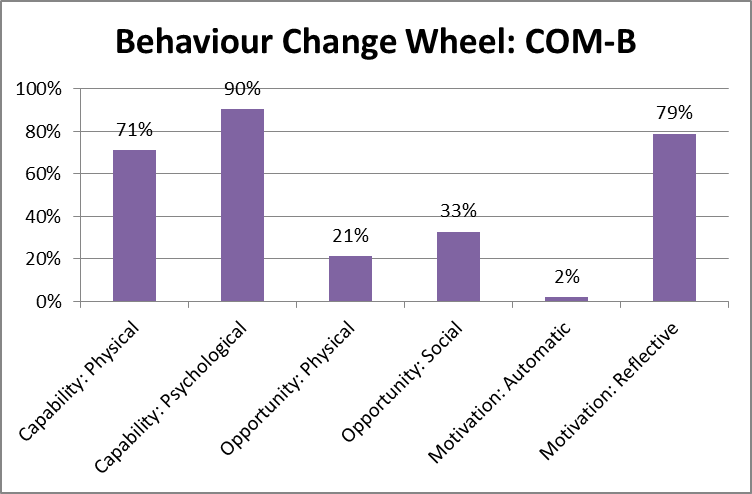 Behaviour Change Wheel: COM-B
100%
80%
60%
40%
20%
0%
71%
90%
21%
33%
2%
79%
Capability: Physical
Capability: Psychological
Opportunity: Physical
Opportunity: Social
Motivation: Automatic
Motivation: Reflective